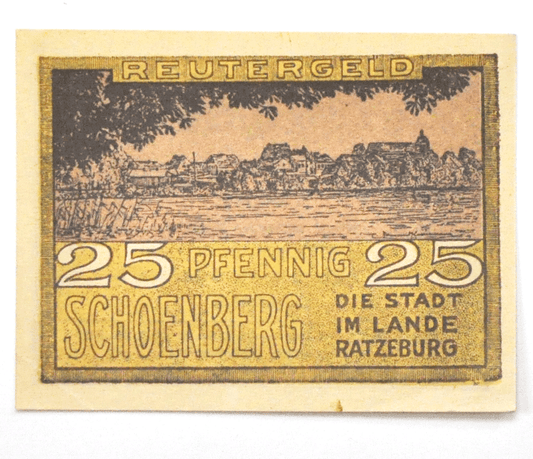 REUTERGELD
25 PFENNIG 25
SCHOENBERG
DIE STADT
IM LANDE
RATZEBURG